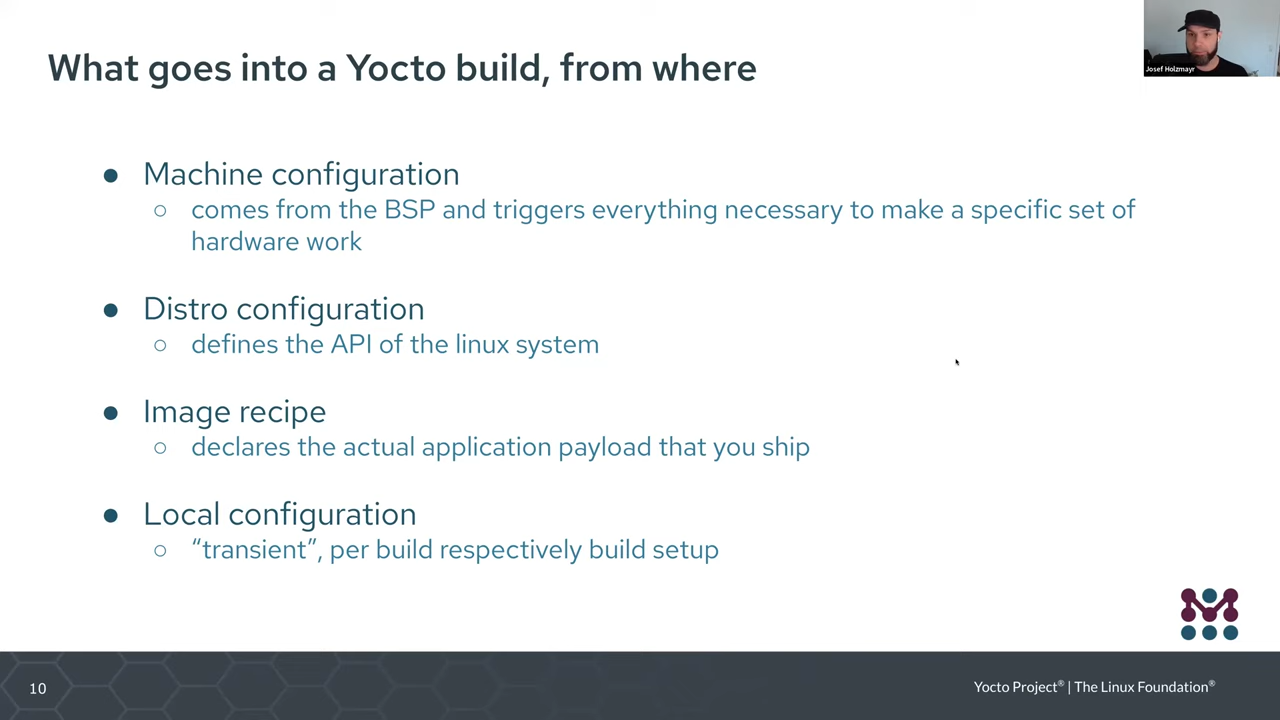 What goes into a Yocto build, from where
Josef Holzmayr
● Machine configuration
○ comes from the BSP and triggers everything necessary to make a specific set of
hardware work
● Distro configuration
○ defines the API of the linux system
● Image recipe
○ declares the actual application payload that you ship
● Local configuration
○ “transient”, per build respectively build setup
10
Yocto Project® | The Linux Foundation®